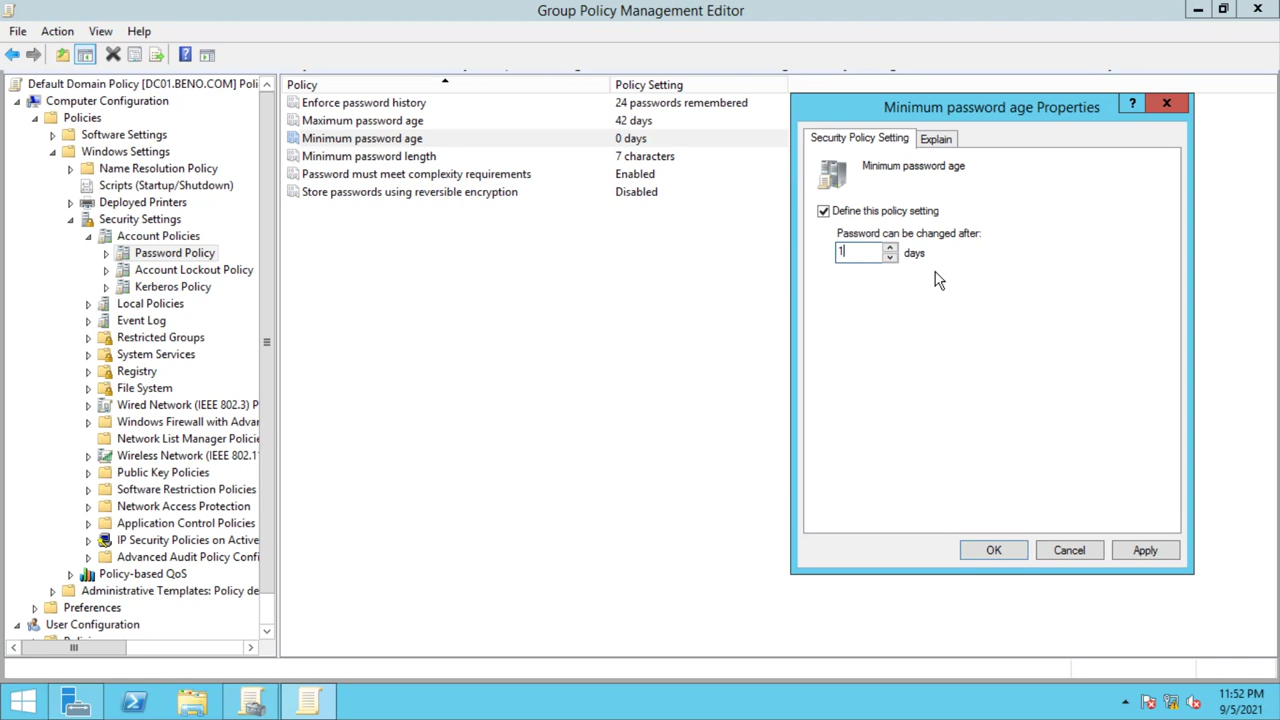 Group Policy Management Editor
File Action View Help
Default Domain Policy [DC01.BENO.COM] Poli
Computer Configuration
Policies
Software Settings
Windows Settings
Name Resolution Policy
Scripts (Startup/Shutdown)
Deployed Printers
Security Settings
Account Policies
Password Policy
Account Lockout Policy
Kerberos Policy
Local Policies
Event Log
Restricted Groups
System Services
Registry
File System
Wired Network (IEEE 802.3) P
Windows Firewall with Advar
Network List Manager Policie
Wireless Network (IEEE 802.1
Public Key Policies
Software Restriction Policies
Network Access Protection
Application Control Policies
IP Security Policies on Active
Advanced Audit Policy Confi
Policy-based QoS
Administrative Templates: Policy de
Preferences
User Configuration
Policy Policy Setting
Enforce password history 24 passwords remembered
Maximum password age 42 days
Minimum password age 0 days
Minimum password length 7 characters
Password must meet complexity requirements Enabled
Store passwords using reversible encryption Disabled
Minimum password age Properties
Security Policy Setting Explain
Minimum password age
Define this policy setting
Password can be changed after:
1 days
OK Cancel Apply
11:52 PM
9/5/2021